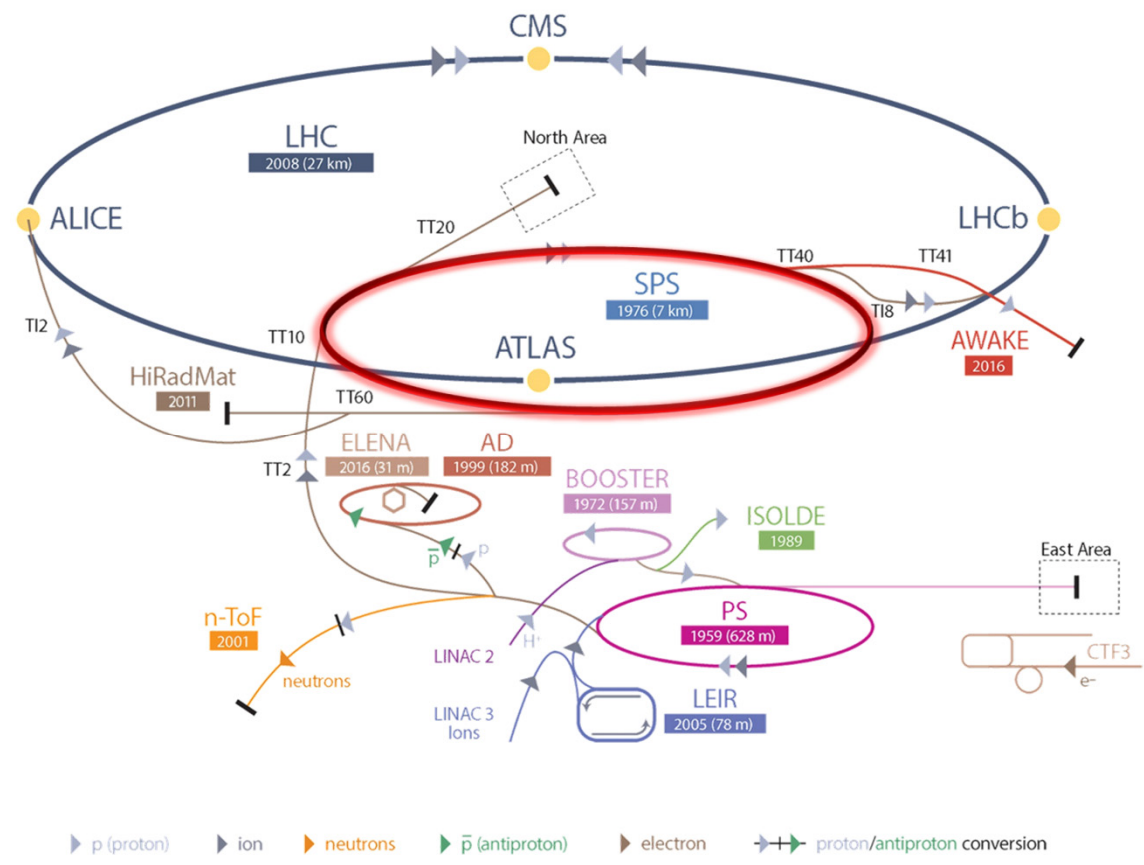 CMS
LHC
2008 (27 km)
North Area
ALICE
TT20
LHCb
TT40
TT41
SPS
1976 (7 km)
TI2
TT10
TI8
ATLAS
AWAKE
2016
HiRadMat
2011
TT60
ELENA
2016 (31 m)
AD
1999 (182 m)
TT2
BOOSTER
1972 (157 m)
ISOLDE
1989
p̅
p
East Area
n-ToF
2001
PS
1959 (628 m)
H⁺
LINAC 2
neutrons
CTF3
e–
LEIR
2005 (78 m)
LINAC 3
Ions
p (proton)
ion
neutrons
p̅ (antiproton)
electron
proton/antiproton conversion